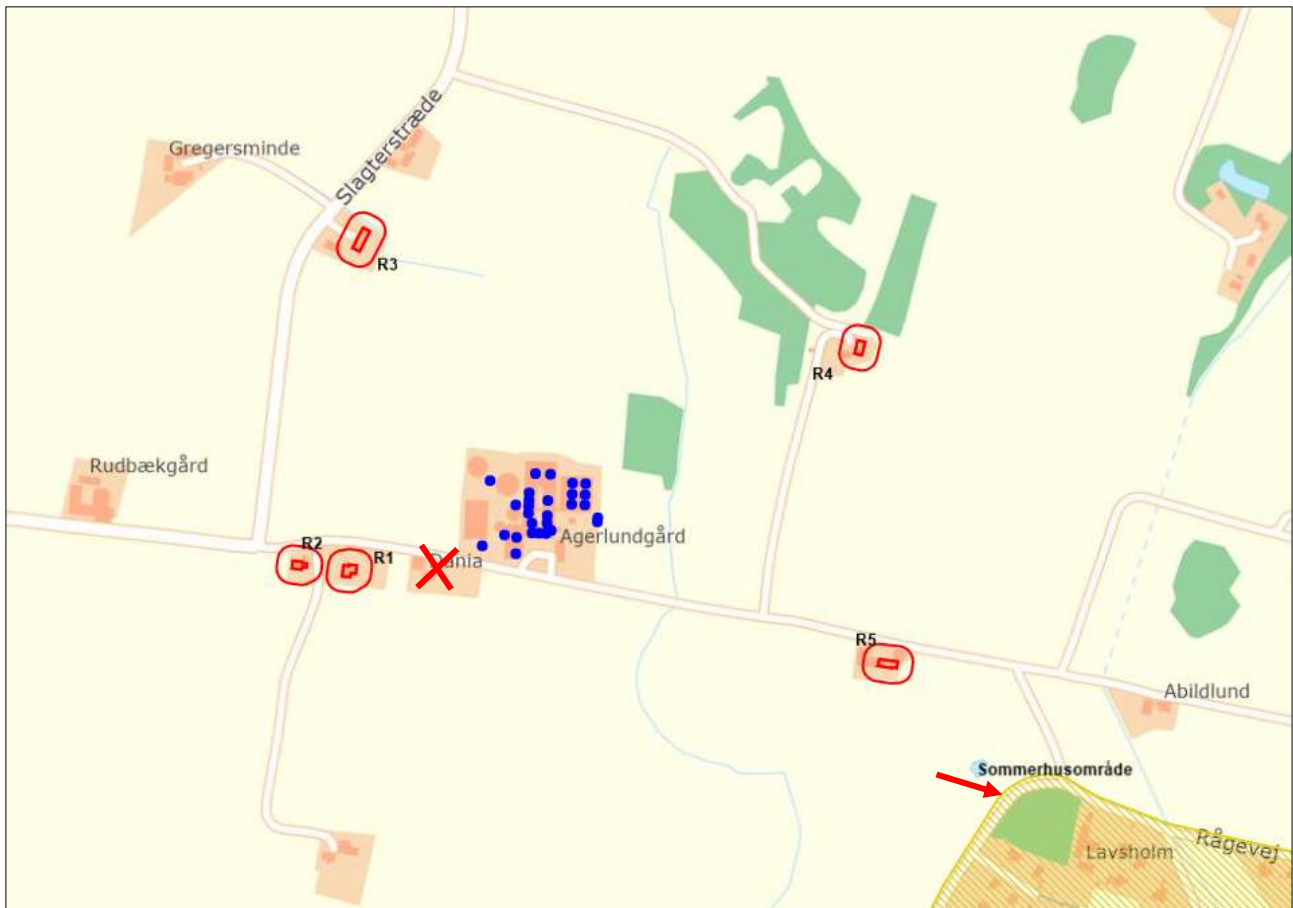 Slagterstræde
Gregersminde
R3
R4
Rudbækgård
Agerlundgård
R2
R1
Dania
R5
Abildlund
Sommerhusområde
Rågevej
Lavsholm